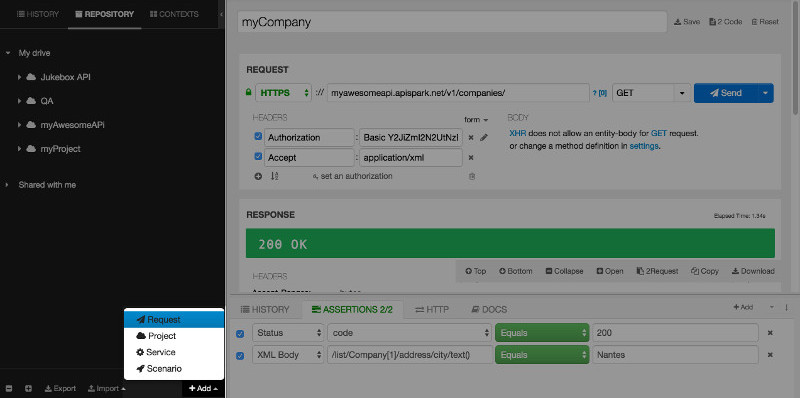 HISTORY REPOSITORY CONTEXTS
My drive
Jukebox API
QA
myAwesomeAPi
myProject
Shared with me
Request
Project
Service
Scenario
Export Import Add
myCompany
Save 2 Code Reset
REQUEST
HTTPS :// myawesomeapi.apispark.net/v1/companies/ ? [0] GET Send
HEADERS form BODY
Authorization : Basic Y2JiZmI2N2UtNzI
XHR does not allow an entity-body for GET request.
or change a method definition in settings.
Accept : application/xml
set an authorization
RESPONSE Elapsed Time: 1.34s
200 OK
HEADERS
Top Bottom Collapse Open 2Request Copy Download
HISTORY ASSERTIONS 2/2 HTTP DOCS Add
Status code Equals 200
XML Body /list/Company[1]/address/city/text() Equals Nantes